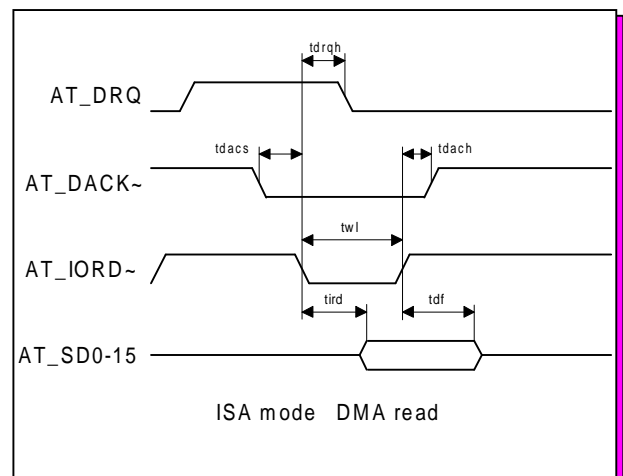 tdrqh
AT_DRQ
tdacs
tdach
AT_DACK~
twl
AT_IORD~
tird
tdf
AT_SD0-15
ISA mode DMA read